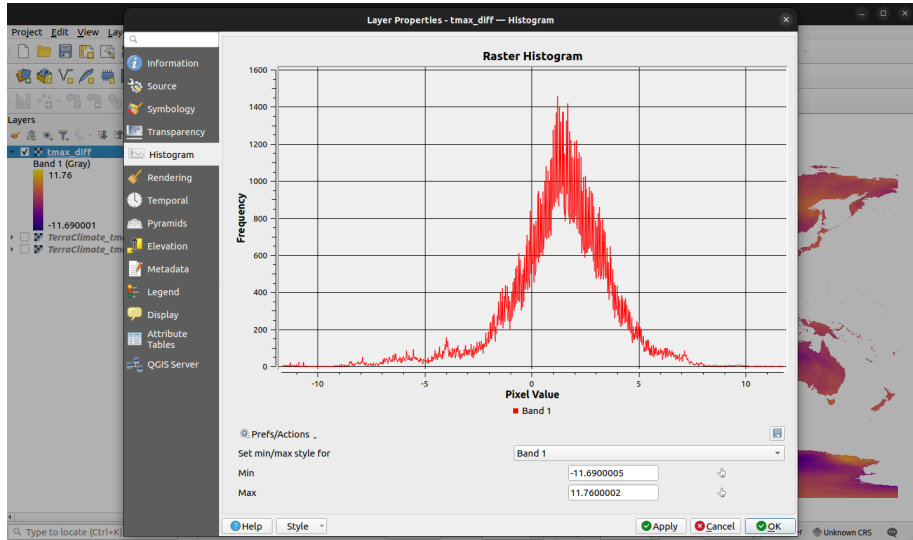 Layer Properties - tmax_diff — Histogram
Project Edit View Lay
Layers
tmax_diff
Band 1 (Gray)
11.76
-11.690001
TerraClimate_tm
TerraClimate_tm
Information
Source
Symbology
Transparency
Histogram
Rendering
Temporal
Pyramids
Elevation
Metadata
Legend
Display
Attribute
Tables
QGIS Server
Raster Histogram
1600
1400
1200
1000
800
600
400
200
0
Frequency
-10 -5 0 5 10
Pixel Value
Band 1
Prefs/Actions
Set min/max style for Band 1
Min -11.6900005
Max 11.7600002
Help Style Apply Cancel OK
Type to locate (Ctrl+K) Unknown CRS